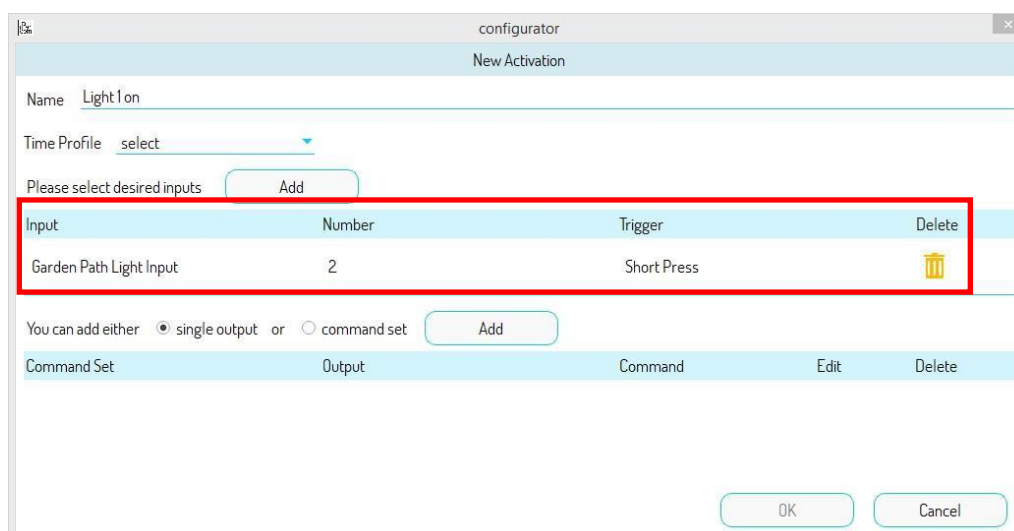 configurator
New Activation
Name Light 1 on
Time Profile select
Please select desired inputs Add
Input Number Trigger Delete
Garden Path Light Input 2 Short Press
You can add either single output or command set Add
Command Set Output Command Edit Delete
OK Cancel